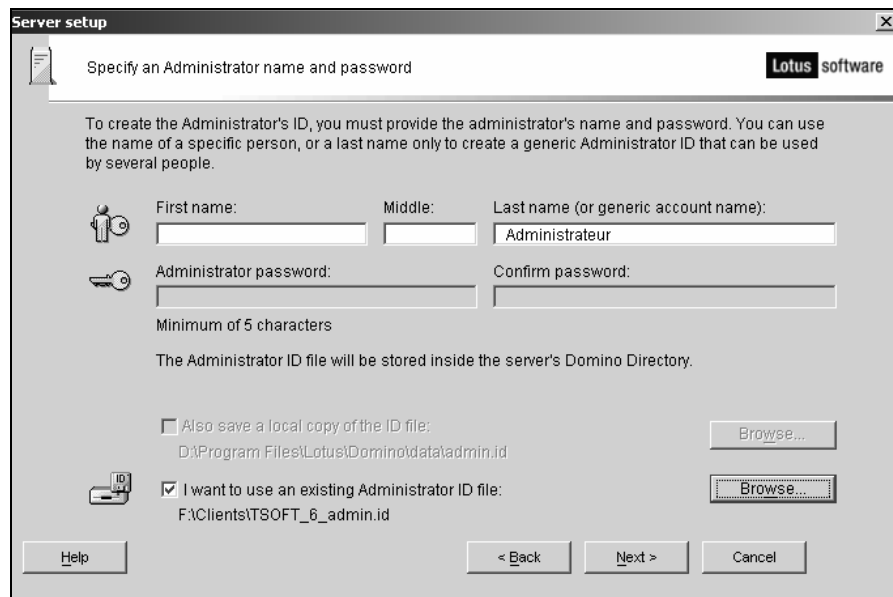 Server setup
Specify an Administrator name and password
Lotus software
To create the Administrator's ID, you must provide the administrator's name and password. You can use
the name of a specific person, or a last name only to create a generic Administrator ID that can be used
by several people.
First name: Middle: Last name (or generic account name):
Administrateur
Administrator password: Confirm password:
Minimum of 5 characters
The Administrator ID file will be stored inside the server's Domino Directory.
Also save a local copy of the ID file: Browse...
D:\Program Files\Lotus\Domino\data\admin.id
ID
I want to use an existing Administrator ID file: Browse...
F:\Clients\TSOFT_6_admin.id
Help < Back Next > Cancel